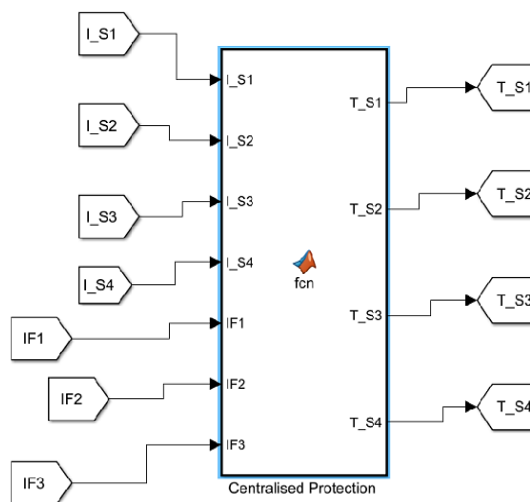 I_S1
I_S2
I_S3
I_S4
IF1
IF2
IF3
I_S1
I_S2
I_S3
I_S4
IF1
IF2
IF3
fcn
T_S1
T_S2
T_S3
T_S4
T_S1
T_S2
T_S3
T_S4
Centralised Protection